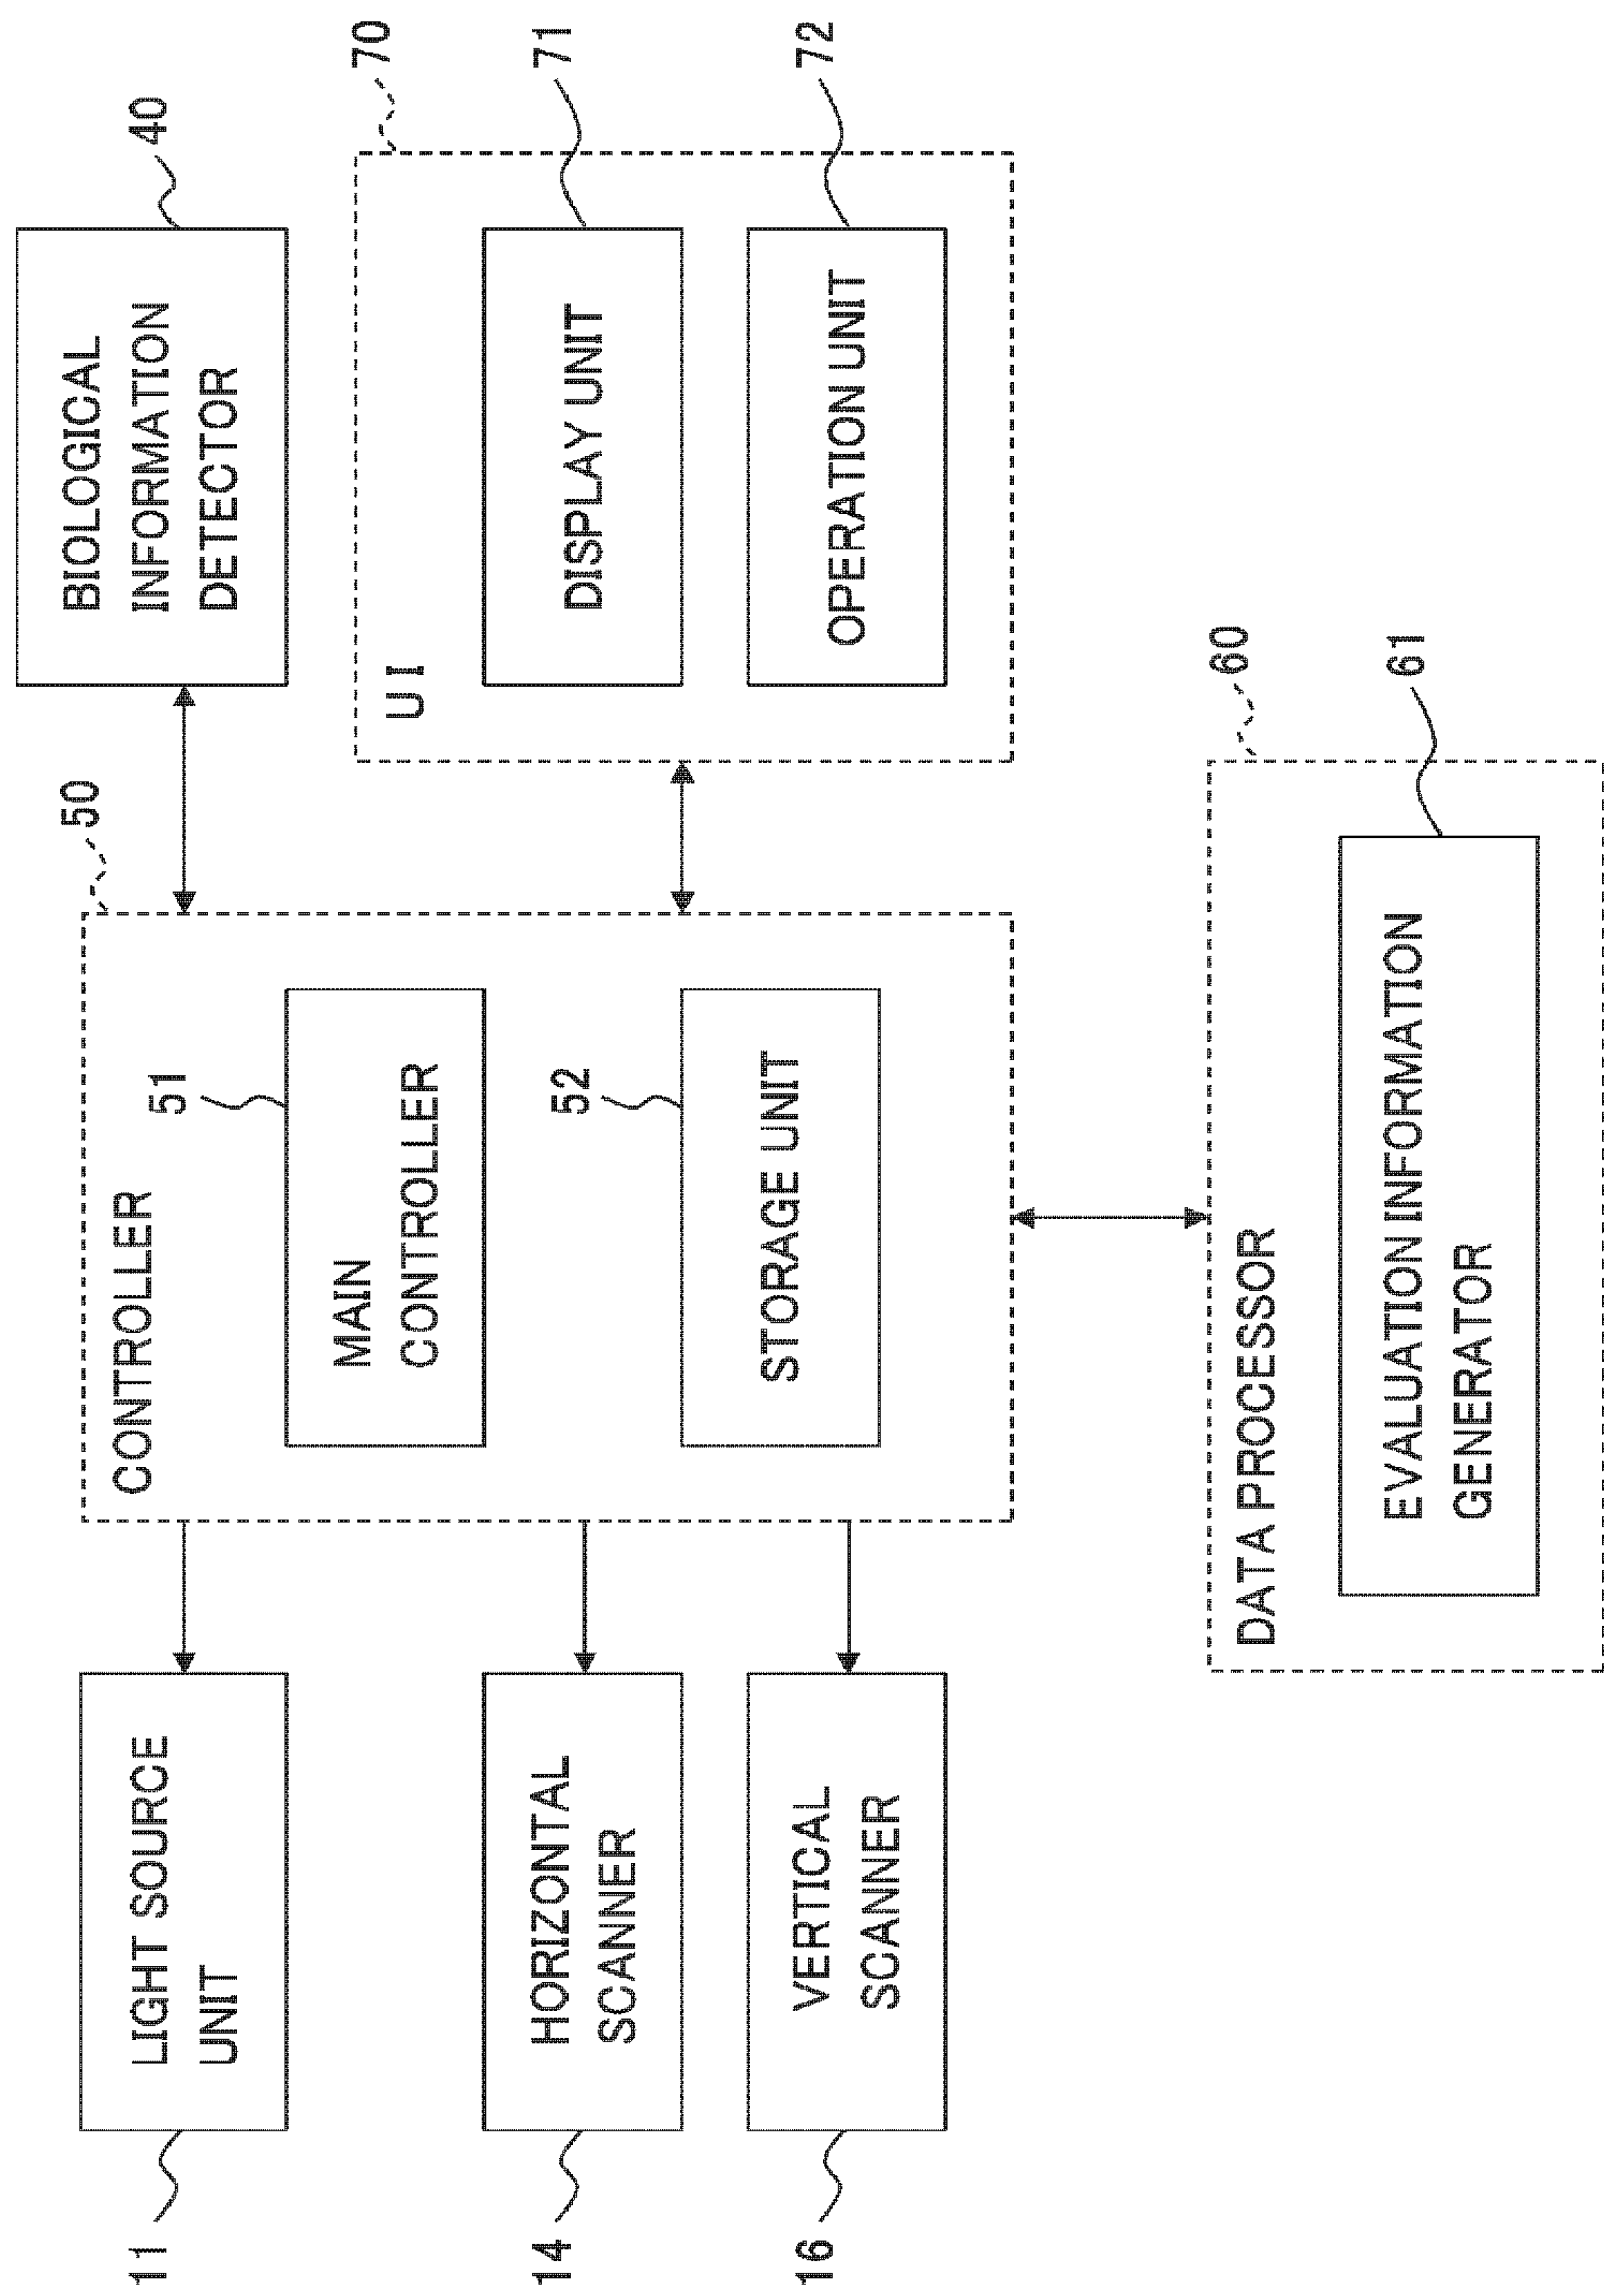 11
LIGHT SOURCE
UNIT
14
HORIZONTAL
SCANNER
16
VERTICAL
SCANNER
50
CONTROLLER
51
MAIN
CONTROLLER
52
STORAGE UNIT
40
BIOLOGICAL
INFORMATION
DETECTOR
70
UI
71
DISPLAY UNIT
72
OPERATION UNIT
60
DATA PROCESSOR
61
EVALUATION INFORMATION
GENERATOR